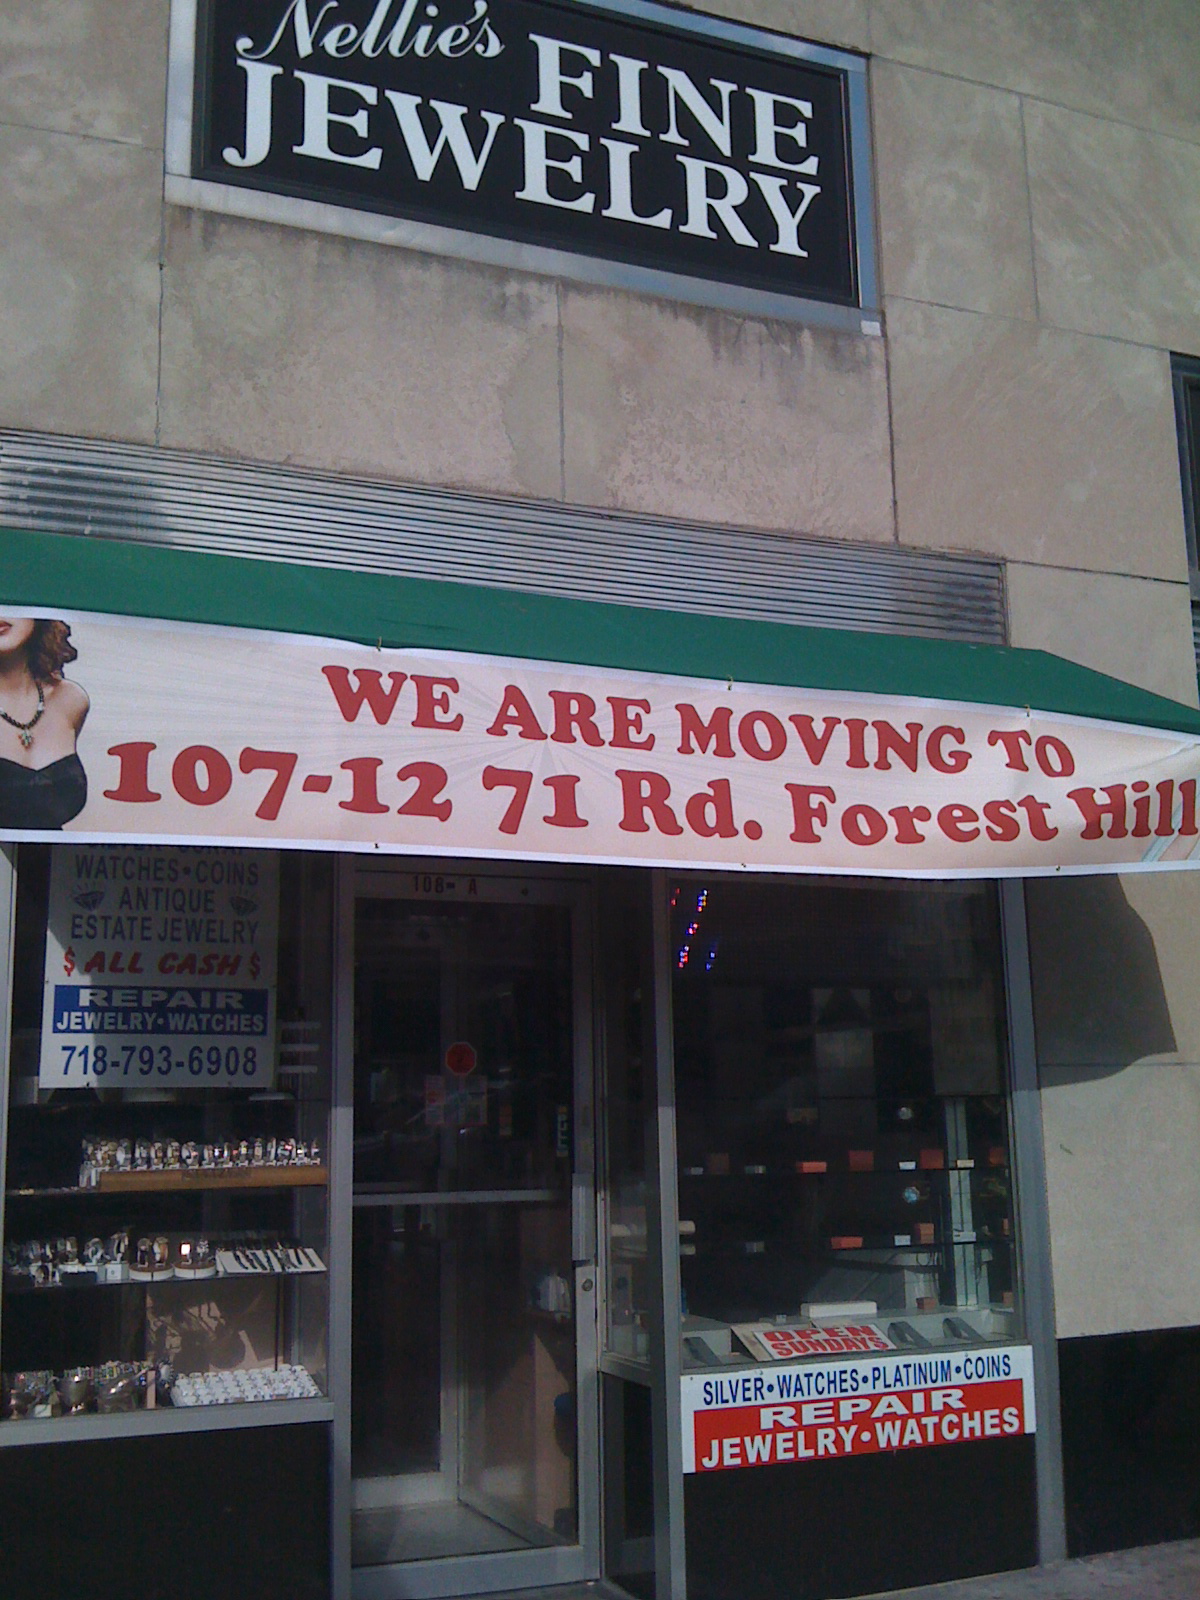 Nellie's FINE
JEWELRY
WE ARE MOVING TO
107-12 71 Rd. Forest Hill
WATCHES•COINS
ANTIQUE
ESTATE JEWELRY
$ ALL CASH $
REPAIR
JEWELRY•WATCHES
718-793-6908
108- A
OPEN
SUNDAYS
SILVER•WATCHES•PLATINUM•COINS
REPAIR
JEWELRY•WATCHES